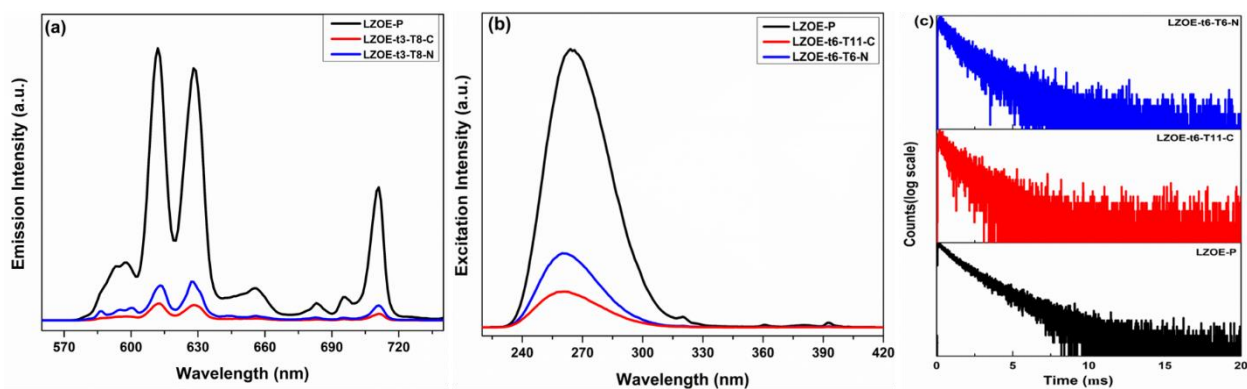 (a)
LZOE-P
LZOE-t3-T8-C
LZOE-t3-T8-N
Emission Intensity (a.u.)
570 600 630 660 690 720
Wavelength (nm)
(b)
LZOE-P
LZOE-t6-T11-C
LZOE-t6-T6-N
Excitation Intensity (a.u.)
240 270 300 330 360 390 420
Wavelength (nm)
(c)
LZOE-t6-T6-N
LZOE-t6-T11-C
LZOE-P
Counts(log scale)
0 5 10 15 20
Time (ms)